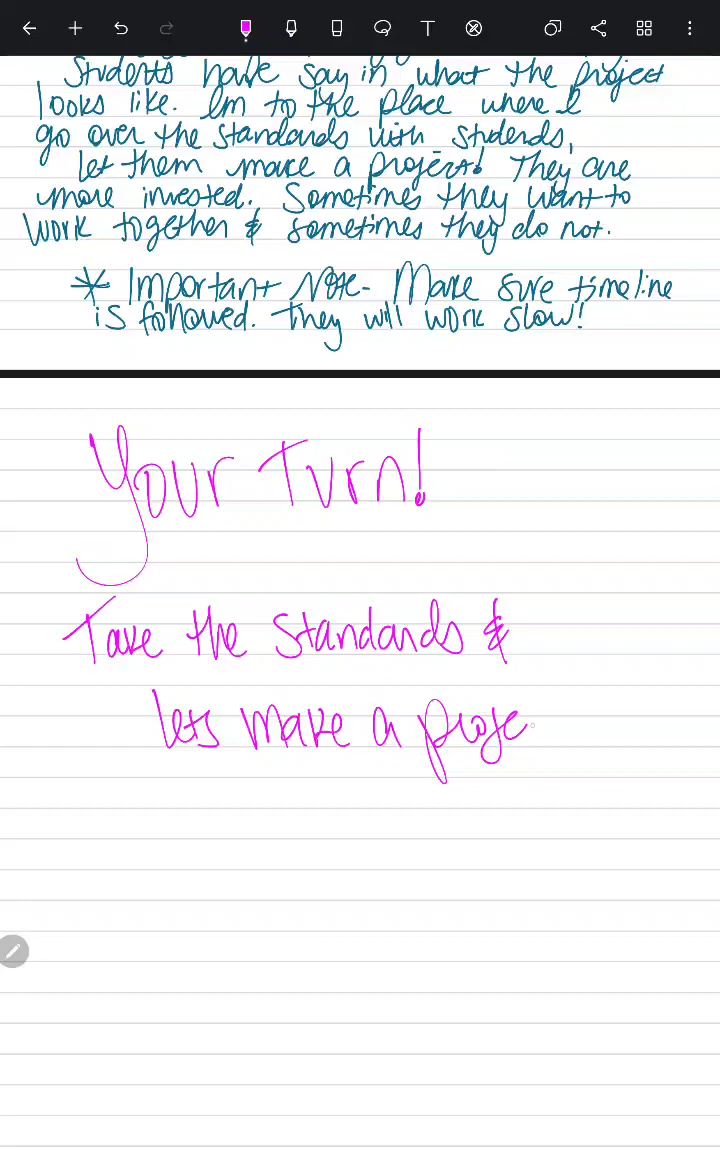 Students have say in what the project
looks like. Im to the place where I
go over the standards with students,
let them make a project! They are
more invested. Sometimes they want to
work together & sometimes they do not.
* Important Note- Make sure timeline
is followed. They will work slow!
Your Turn!
Take the Standards &
lets make a proje